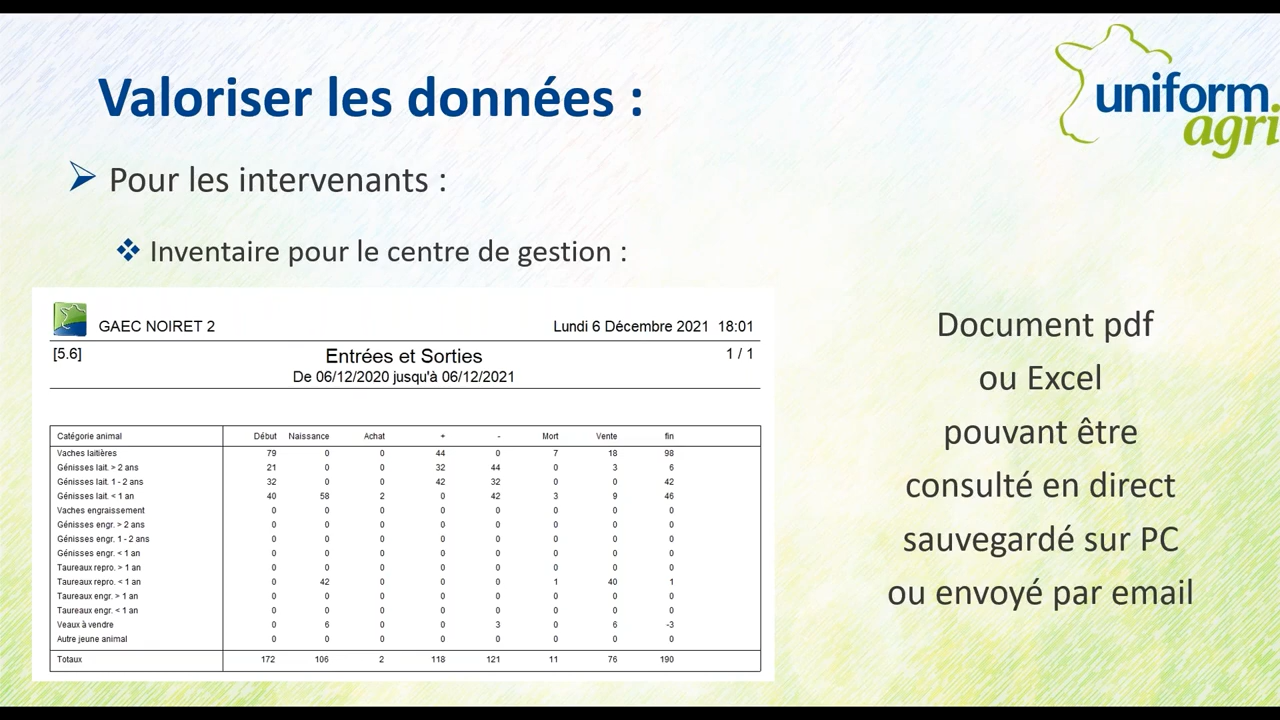 Valoriser les données :
uniform.
agri
Pour les intervenants :
Inventaire pour le centre de gestion :
GAEC NOIRET 2 Lundi 6 Décembre 2021 18:01
[5.6] Entrées et Sorties 1 / 1
De 06/12/2020 jusqu'à 06/12/2021
Catégorie animal Début Naissance Achat + - Mort Vente fin
Vaches laitières 79 0 0 44 0 7 18 98
Génisses lait. > 2 ans 21 0 0 32 44 0 3 6
Génisses lait. 1 - 2 ans 32 0 0 42 32 0 0 42
Génisses lait. < 1 an 40 58 2 0 42 3 9 46
Vaches engraissement 0 0 0 0 0 0 0 0
Génisses engr. > 2 ans 0 0 0 0 0 0 0 0
Génisses engr. 1 - 2 ans 0 0 0 0 0 0 0 0
Génisses engr. < 1 an 0 0 0 0 0 0 0 0
Taureaux repro. > 1 an 0 0 0 0 0 0 0 0
Taureaux repro. < 1 an 0 42 0 0 0 1 40 1
Taureaux engr. > 1 an 0 0 0 0 0 0 0 0
Taureaux engr. < 1 an 0 0 0 0 0 0 0 0
Veaux à vendre 0 6 0 0 3 0 6 -3
Autre jeune animal 0 0 0 0 0 0 0 0
Totaux 172 106 2 118 121 11 76 190
Document pdf
ou Excel
pouvant être
consulté en direct
sauvegardé sur PC
ou envoyé par email